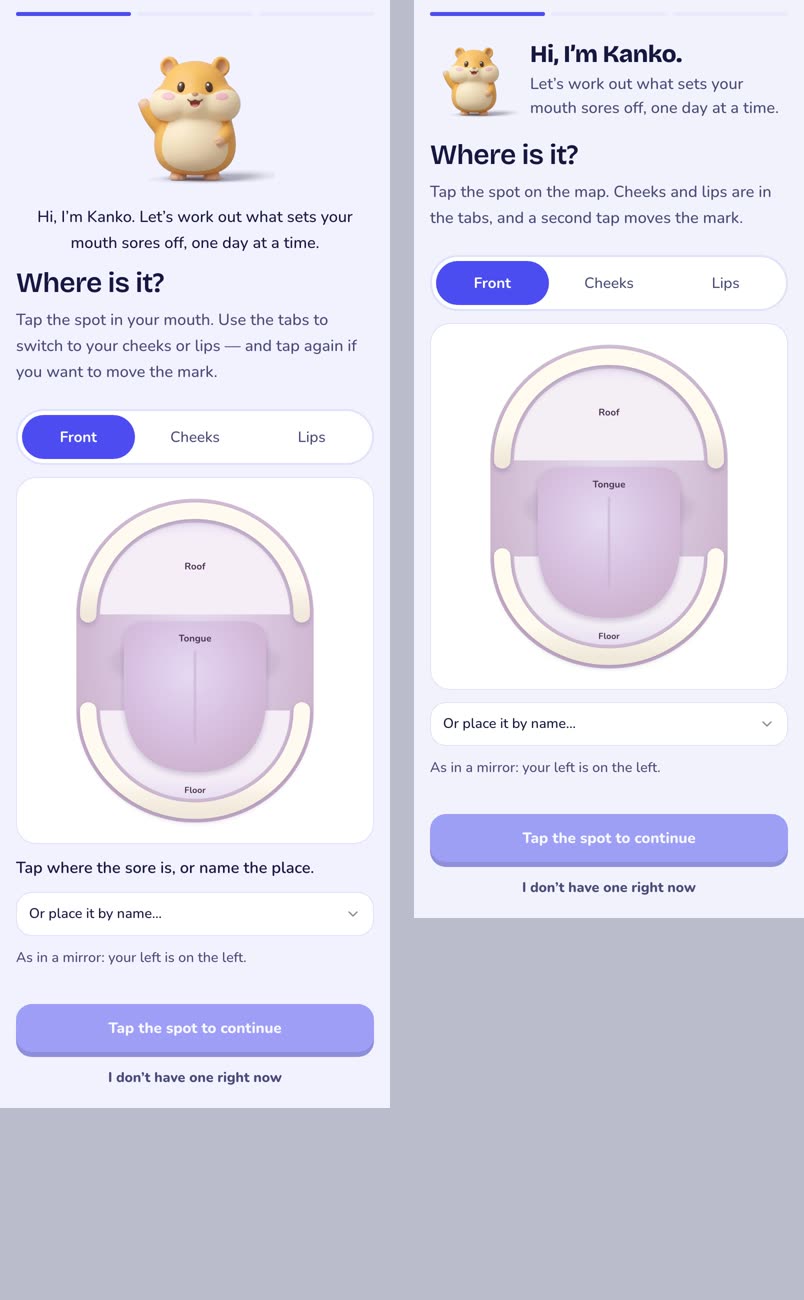 Hi, I’m Kanko. Let’s work out what sets your
mouth sores off, one day at a time.
Where is it?
Tap the spot in your mouth. Use the tabs to
switch to your cheeks or lips — and tap again if
you want to move the mark.
Front
Cheeks
Lips
Roof
Tongue
Floor
Tap where the sore is, or name the place.
Or place it by name...
As in a mirror: your left is on the left.
Tap the spot to continue
I don’t have one right now
Hi, I’m Kanko.
Let’s work out what sets your
mouth sores off, one day at a time.
Where is it?
Tap the spot on the map. Cheeks and lips are in
the tabs, and a second tap moves the mark.
Front
Cheeks
Lips
Roof
Tongue
Floor
Or place it by name...
As in a mirror: your left is on the left.
Tap the spot to continue
I don’t have one right now